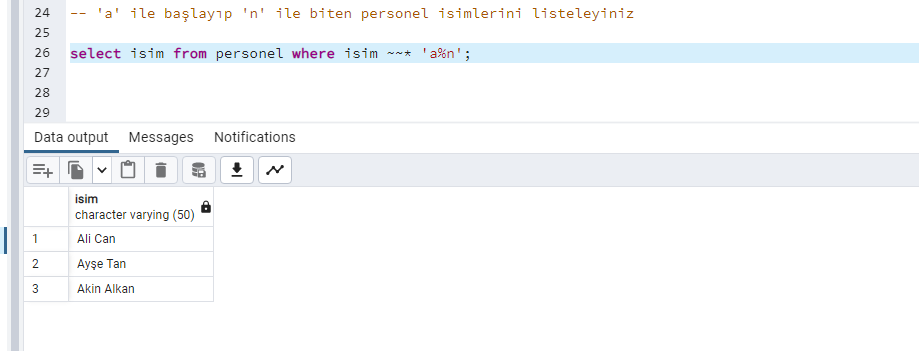 24 -- 'a' ile başlayıp 'n' ile biten personel isimlerini listeleyiniz
25
26 select isim from personel where isim ~~* 'a%n';
27
28
29
Data output Messages Notifications
isim
character varying (50)
1 Ali Can
2 Ayşe Tan
3 Akin Alkan